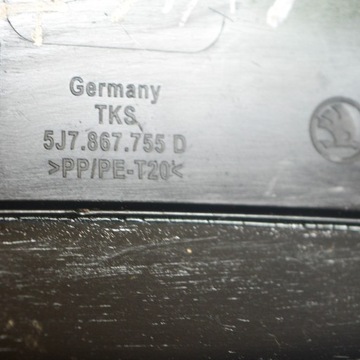 Germany
TKS
5J7.867.755 D
>PP/PE-T20<